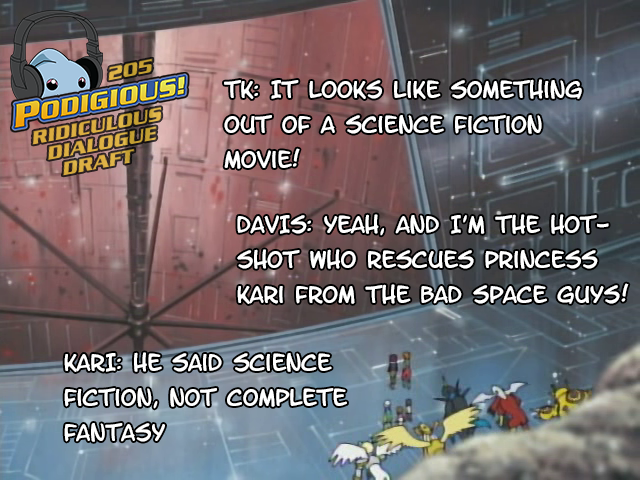 205
PODIGIOUS!
RIDICULOUS
DIALOGUE
DRAFT
TK: IT LOOKS LIKE SOMETHING
OUT OF A SCIENCE FICTION
MOVIE!
DAVIS: YEAH, AND I'M THE HOT-
SHOT WHO RESCUES PRINCESS
KARI FROM THE BAD SPACE GUYS!
KARI: HE SAID SCIENCE
FICTION, NOT COMPLETE
FANTASY